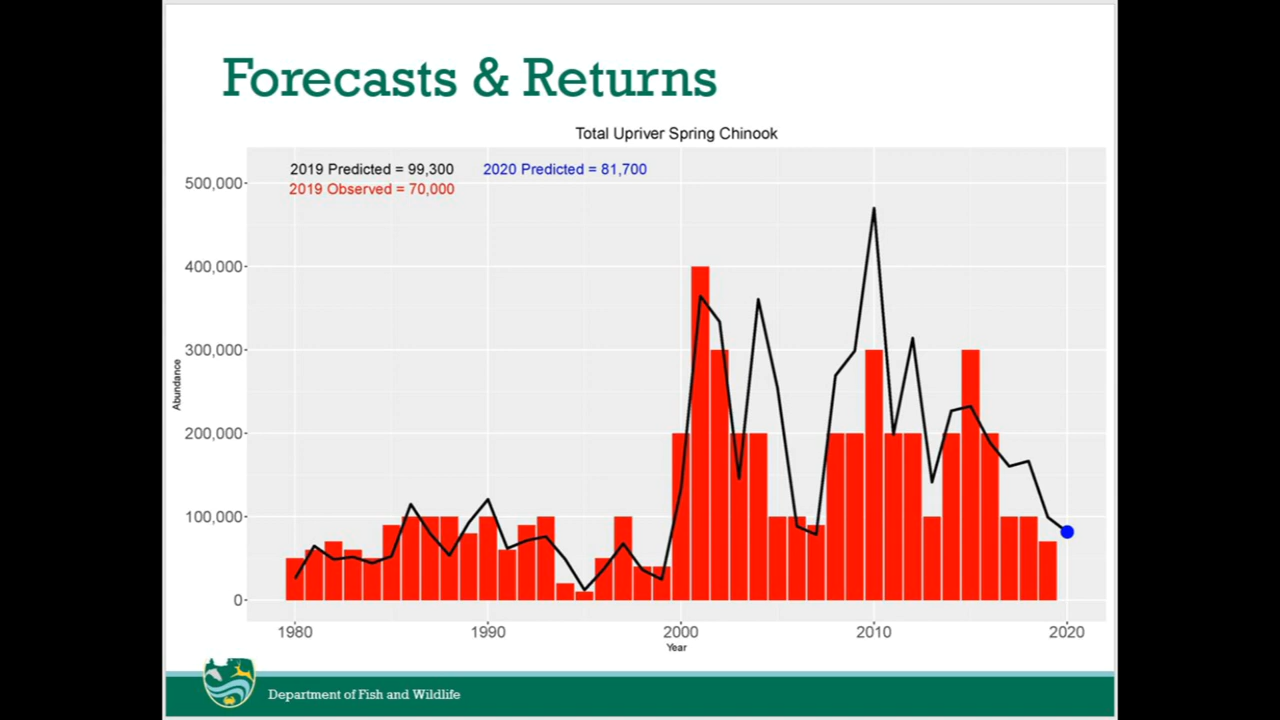 Forecasts & Returns
Total Upriver Spring Chinook
2019 Predicted = 99,300 2020 Predicted = 81,700
2019 Observed = 70,000
500,000
400,000
300,000
200,000
100,000
0
Abundance
1980 1990 2000 2010 2020
Year
Department of Fish and Wildlife